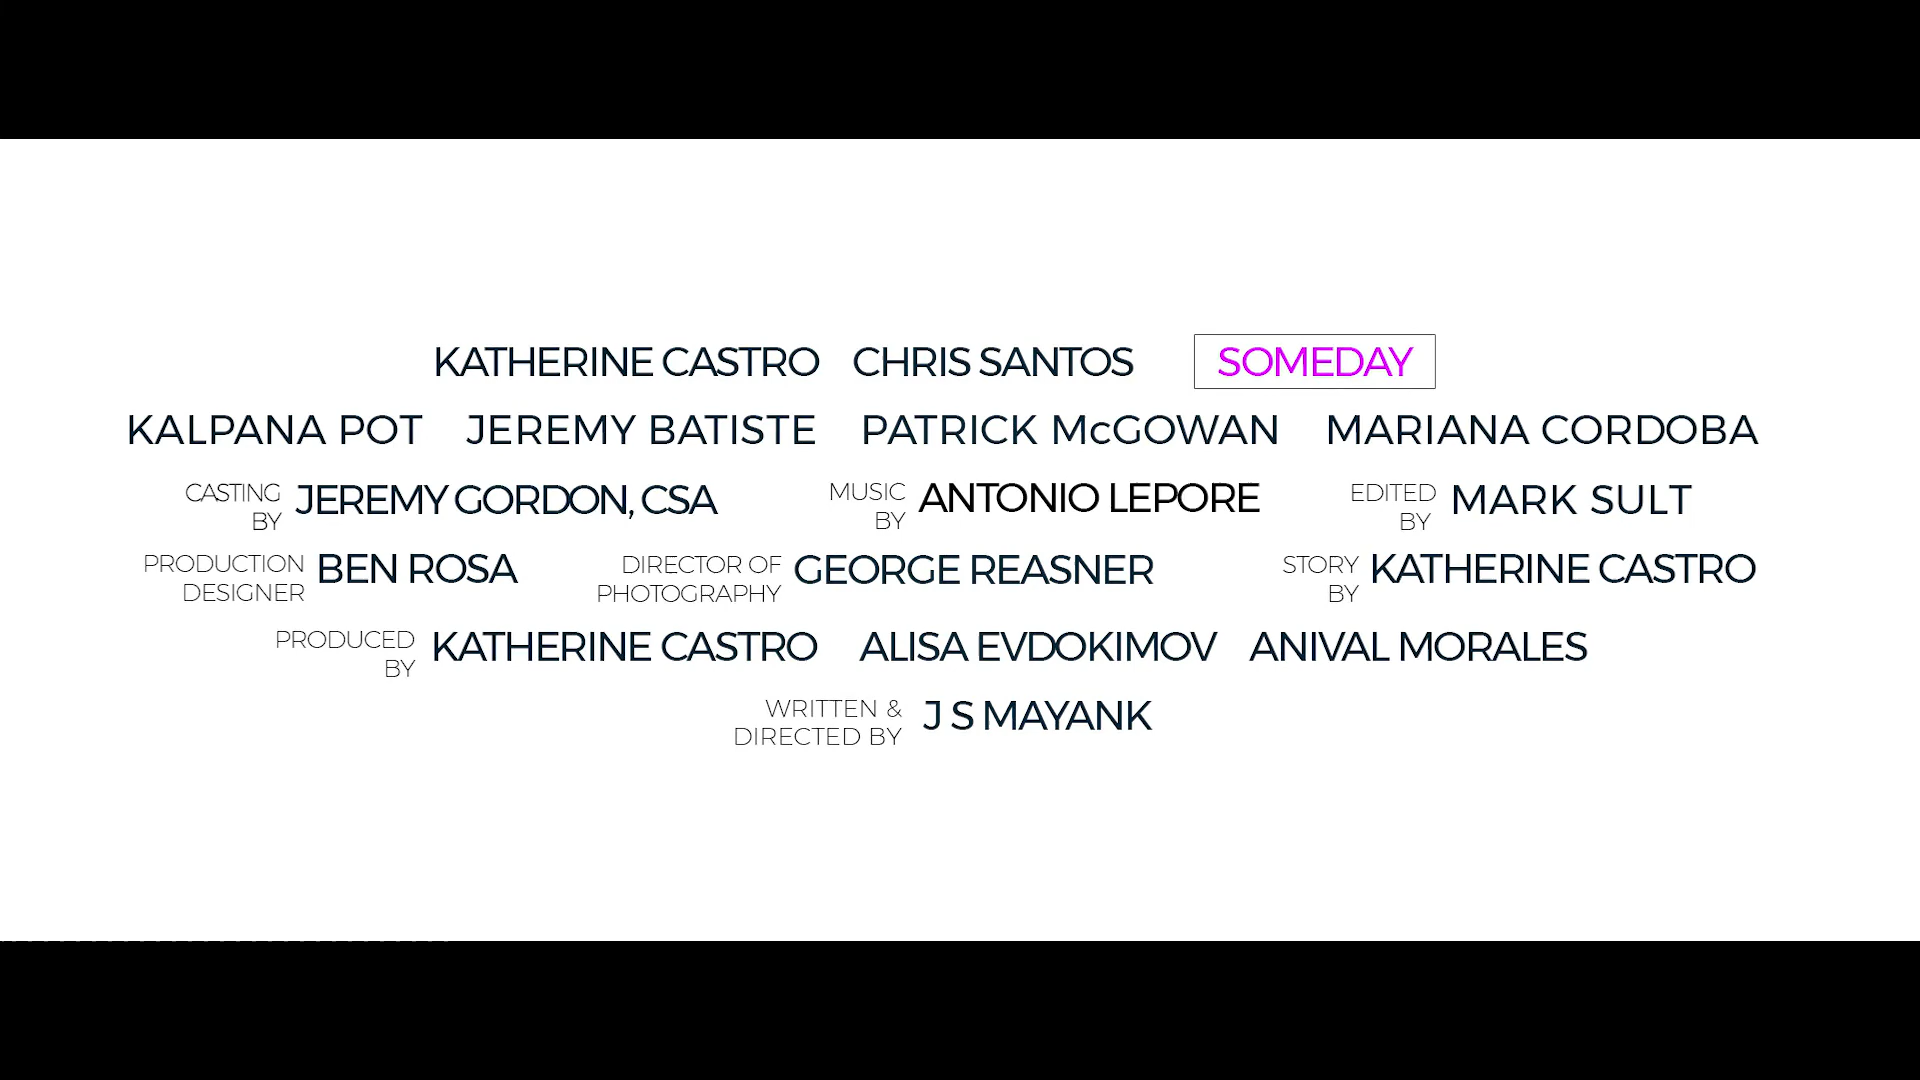 KATHERINE CASTRO CHRIS SANTOS SOMEDAY
KALPANA POT JEREMY BATISTE PATRICK McGOWAN MARIANA CORDOBA
CASTING BY JEREMY GORDON, CSA MUSIC BY ANTONIO LEPORE EDITED BY MARK SULT
PRODUCTION DESIGNER BEN ROSA DIRECTOR OF PHOTOGRAPHY GEORGE REASNER STORY BY KATHERINE CASTRO
PRODUCED BY KATHERINE CASTRO ALISA EVDOKIMOV ANIVAL MORALES
WRITTEN & DIRECTED BY J S MAYANK